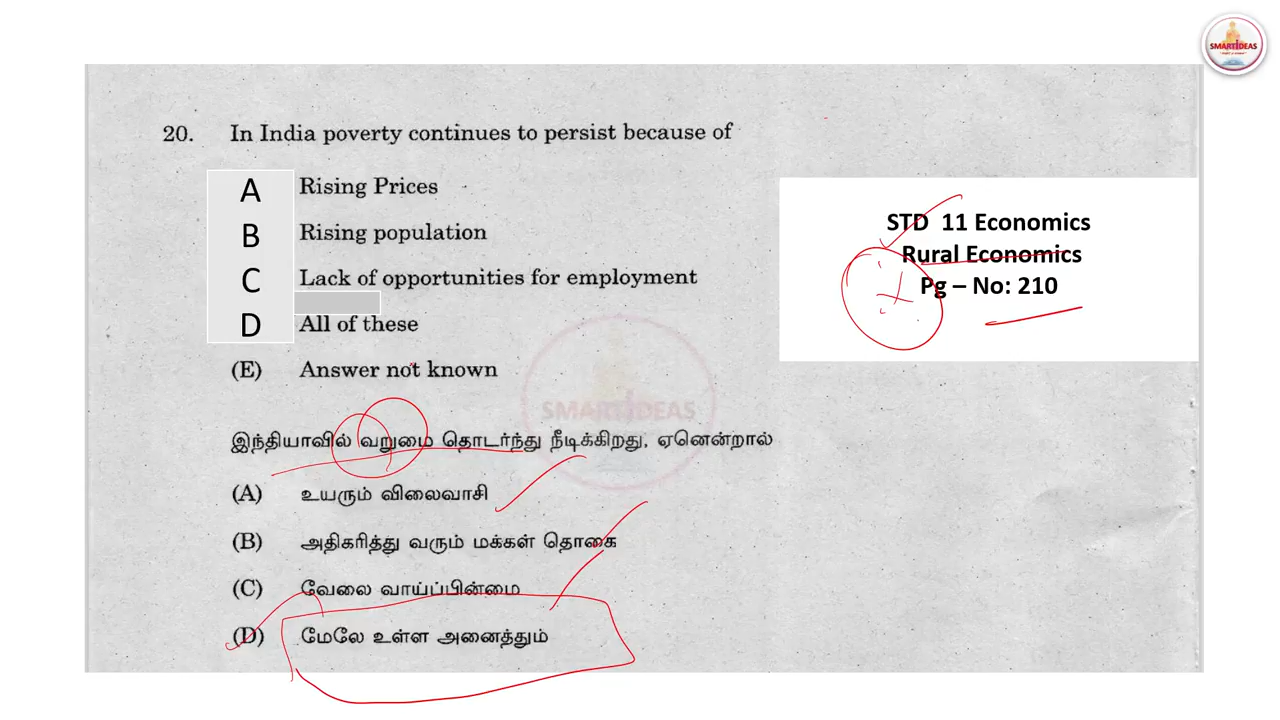 SMARTIDEAS
20. In India poverty continues to persist because of
A Rising Prices
B Rising population
C Lack of opportunities for employment
D All of these
(E) Answer not known
STD 11 Economics
Rural Economics
Pg – No: 210
SMARTIDEAS
இந்தியாவில் வறுமை தொடர்ந்து நீடிக்கிறது, ஏனென்றால்
(A) உயரும் விலைவாசி
(B) அதிகரித்து வரும் மக்கள் தொகை
(C) வேலை வாய்ப்பின்மை
(D) மேலே உள்ள அனைத்தும்